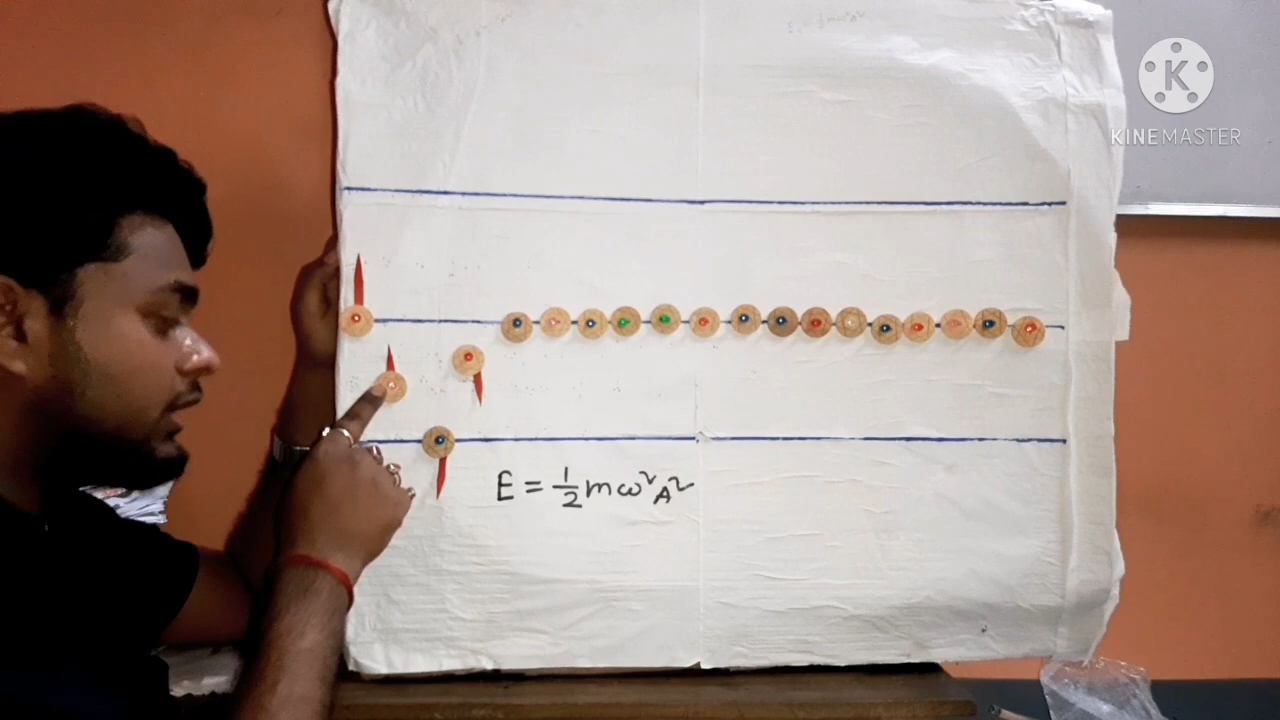 K
KINEMASTER
E = ½ mω²A²